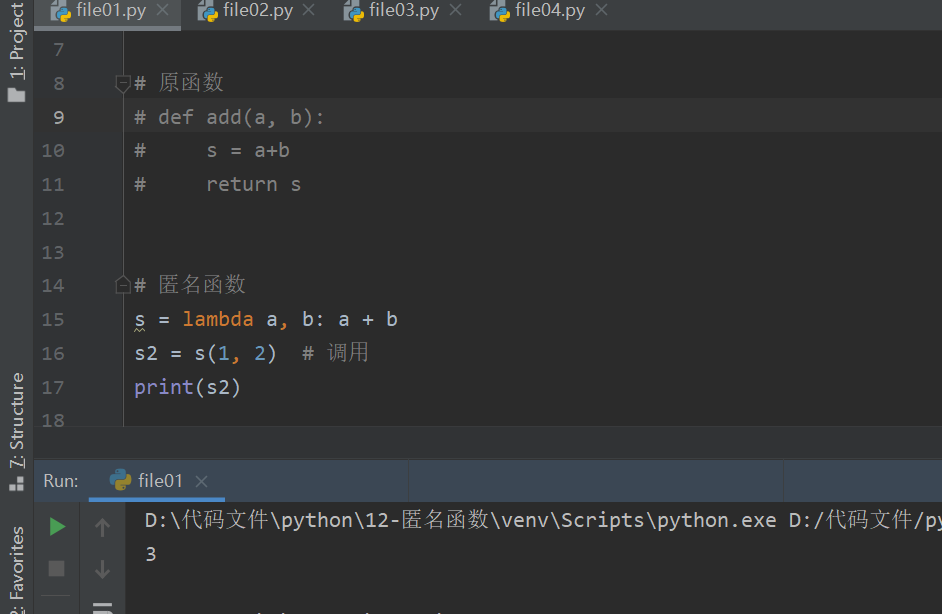 1: Project
file01.py file02.py file03.py file04.py
7
8 # 原函数
9 # def add(a, b):
10 #     s = a+b
11 #     return s
12
13
14 # 匿名函数
15 s = lambda a, b: a + b
16 s2 = s(1, 2)  # 调用
17 print(s2)
18
7: Structure
Run: file01
D:\代码文件\python\12-匿名函数\venv\Scripts\python.exe D:/代码文件/py
3
Favorites